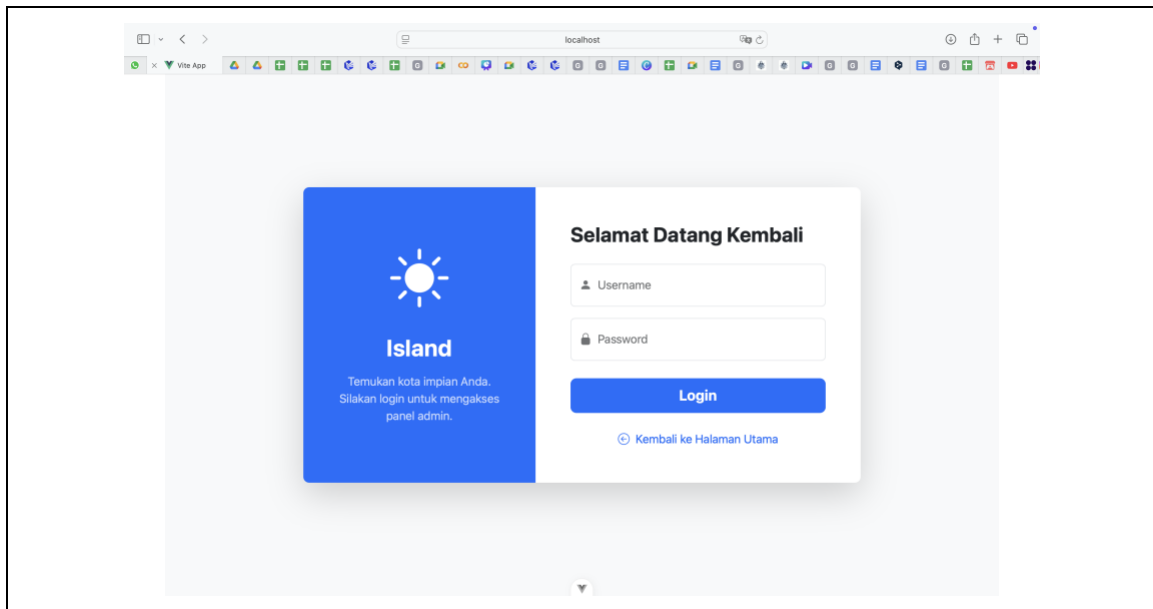 localhost
Vite App
Selamat Datang Kembali
Username
Password
Login
Kembali ke Halaman Utama
Island
Temukan kota impian Anda.
Silakan login untuk mengakses
panel admin.